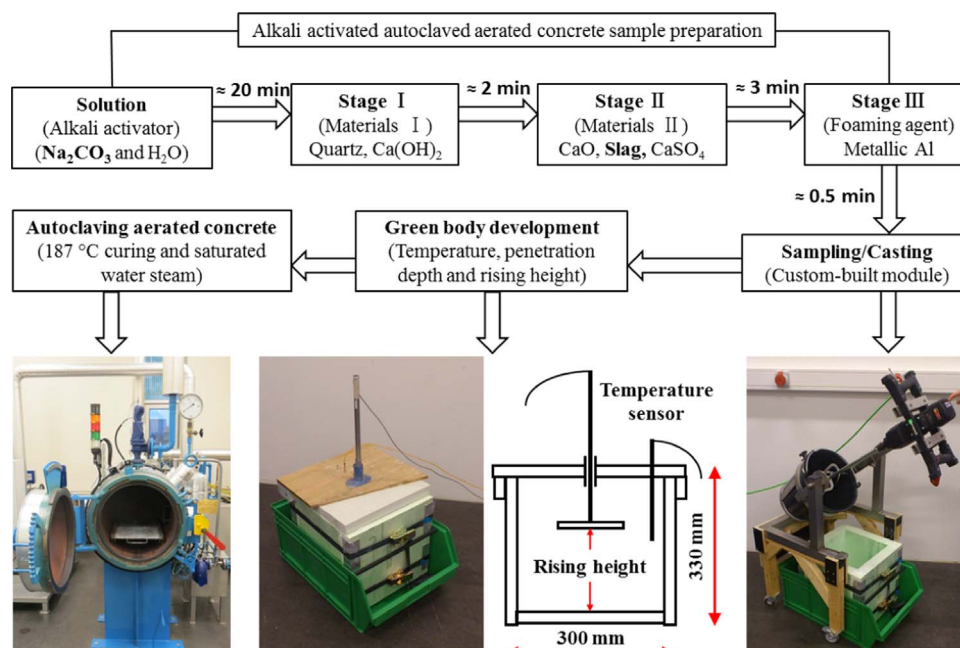 Alkali activated autoclaved aerated concrete sample preparation
Solution
(Alkali activator)
(Na₂CO₃ and H₂O)
≈ 20 min
Stage Ⅰ
(Materials Ⅰ)
Quartz, Ca(OH)₂
≈ 2 min
Stage Ⅱ
(Materials Ⅱ)
CaO, Slag, CaSO₄
≈ 3 min
Stage Ⅲ
(Foaming agent)
Metallic Al
≈ 0.5 min
Sampling/Casting
(Custom-built module)
Green body development
(Temperature, penetration
depth and rising height)
Autoclaving aerated concrete
(187 °C curing and saturated
water steam)
Temperature
sensor
Rising height
330 mm
300 mm